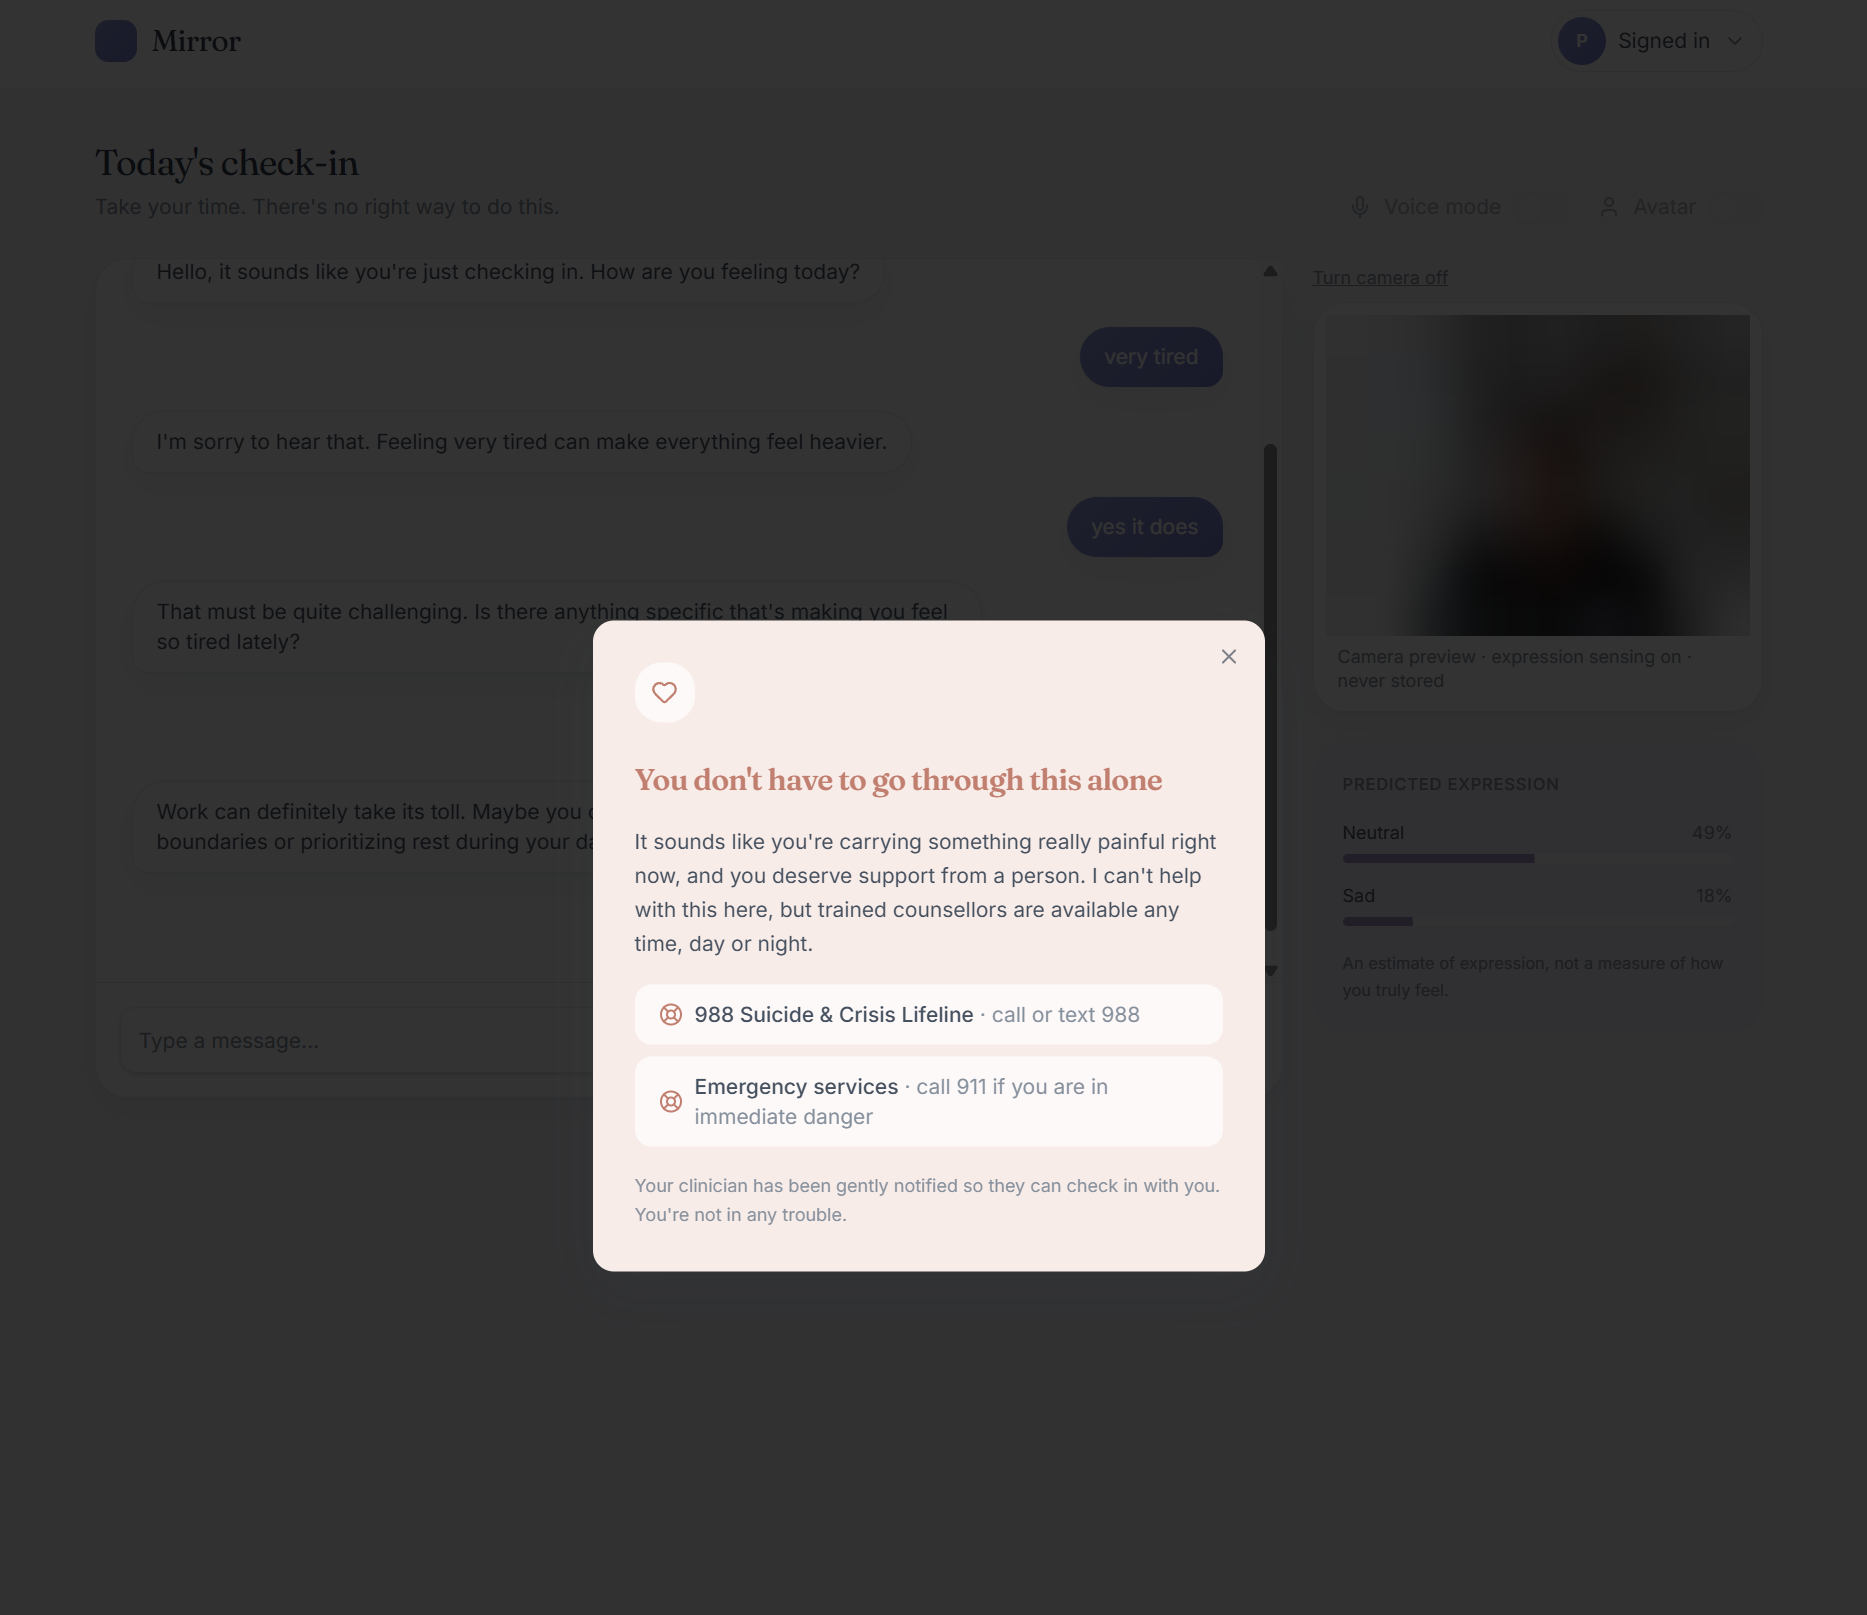 Mirror
P
Signed in
Today's check-in
Take your time. There's no right way to do this.
Voice mode
Avatar
Hello, it sounds like you're just checking in. How are you feeling today?
very tired
I'm sorry to hear that. Feeling very tired can make everything feel heavier.
yes it does
That must be quite challenging. Is there anything specific that's making you feel
so tired lately?
Work can definitely take its toll. Maybe you
boundaries or prioritizing rest during your
Type a message...
Turn camera off
Camera preview · expression sensing on ·
never stored
PREDICTED EXPRESSION
Neutral 49%
Sad 18%
An estimate of expression, not a measure of how
you truly feel.
You don't have to go through this alone
It sounds like you're carrying something really painful right
now, and you deserve support from a person. I can't help
with this here, but trained counsellors are available any
time, day or night.
988 Suicide & Crisis Lifeline · call or text 988
Emergency services · call 911 if you are in
immediate danger
Your clinician has been gently notified so they can check in with you.
You're not in any trouble.